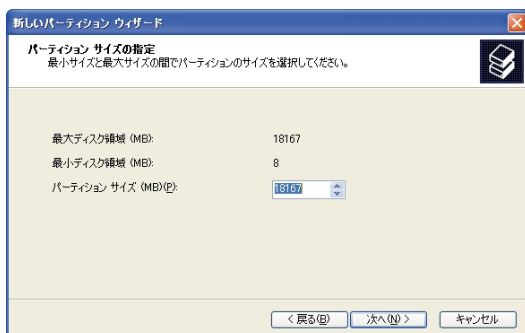 新しいパーティション ウィザード
パーティション サイズの指定
最小サイズと最大サイズの間でパーティションのサイズを選択してください。
最大ディスク領域 (MB): 18167
最小ディスク領域 (MB): 8
パーティション サイズ (MB)(P): 18167
< 戻る(B) 次へ(N) > キャンセル